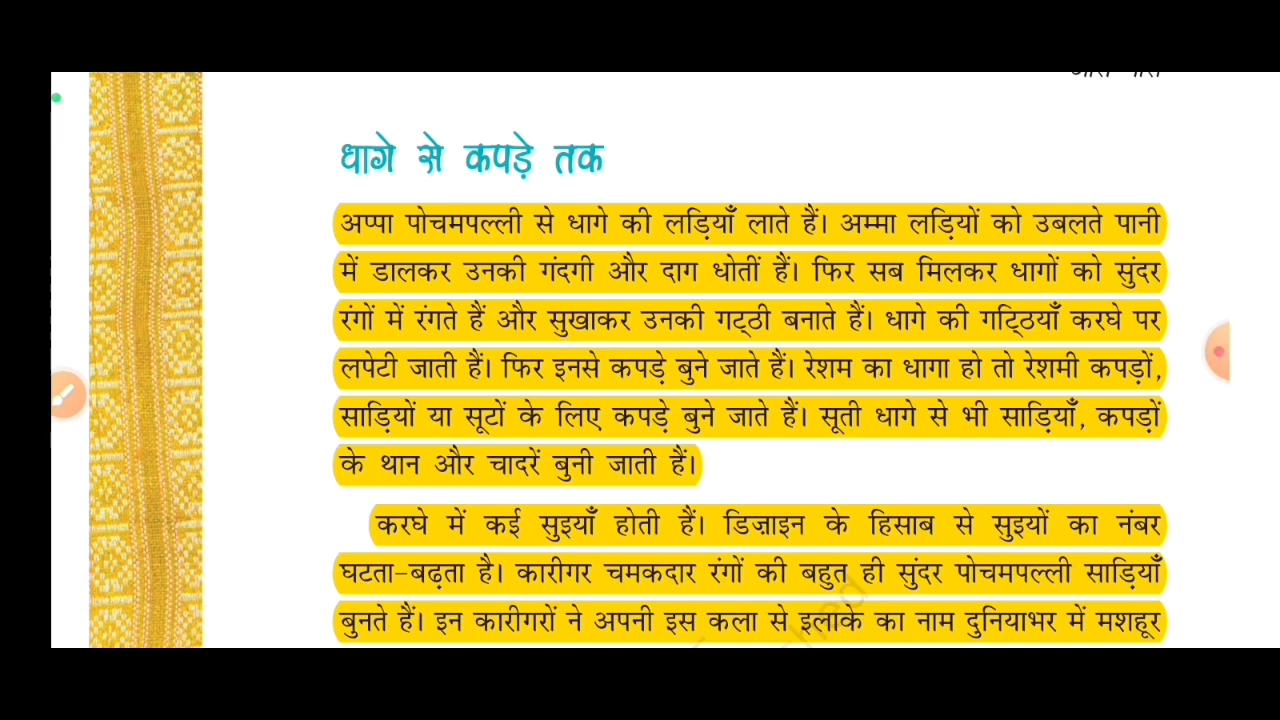 धागे से कपड़े तक
अप्पा पोचमपल्ली से धागे की लड़ियाँ लाते हैं। अम्मा लड़ियों को उबलते पानी
में डालकर उनकी गंदगी और दाग धोतीं हैं। फिर सब मिलकर धागों को सुंदर
रंगों में रंगते हैं और सुखाकर उनकी गट्ठी बनाते हैं। धागे की गट्ठियाँ करघे पर
लपेटी जाती हैं। फिर इनसे कपड़े बुने जाते हैं। रेशम का धागा हो तो रेशमी कपड़ों,
साड़ियों या सूटों के लिए कपड़े बुने जाते हैं। सूती धागे से भी साड़ियाँ, कपड़ों
के थान और चादरें बुनी जाती हैं।
करघे में कई सुइयाँ होती हैं। डिज़ाइन के हिसाब से सुइयों का नंबर
घटता-बढ़ता है। कारीगर चमकदार रंगों की बहुत ही सुंदर पोचमपल्ली साड़ियाँ
बुनते हैं। इन कारीगरों ने अपनी इस कला से इलाके का नाम दुनियाभर में मशहूर